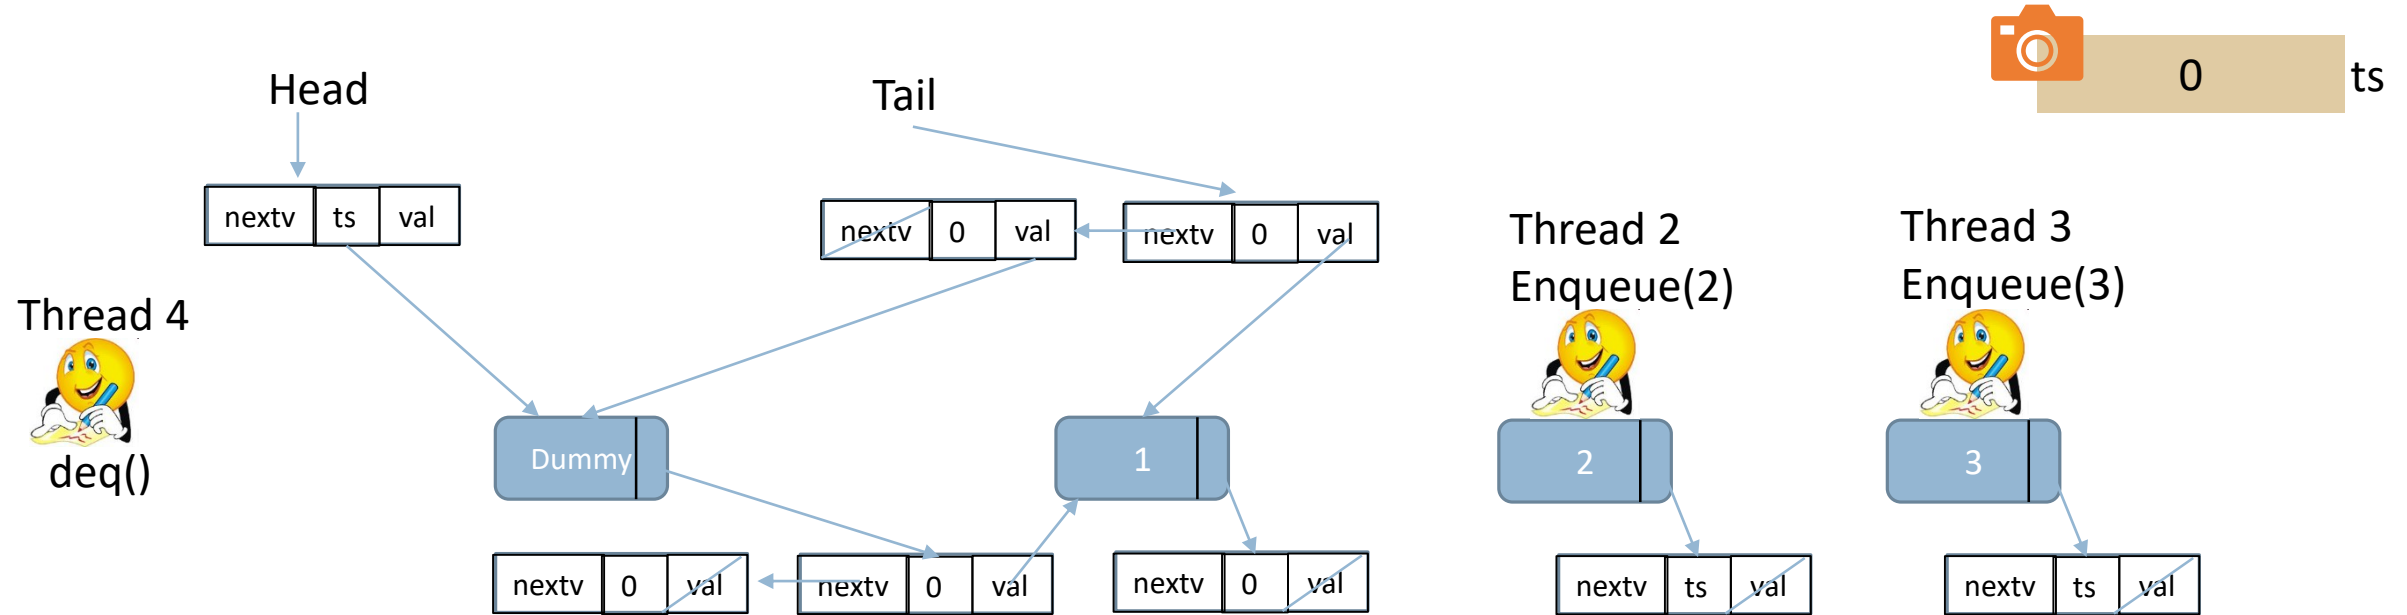 0 ts
Head
Tail
nextv ts val
nextv 0 val
nextv 0 val
Thread 2
Enqueue(2)
Thread 3
Enqueue(3)
Thread 4
deq()
Dummy
1
2
3
nextv 0 val
nextv 0 val
nextv 0 val
nextv ts val
nextv ts val